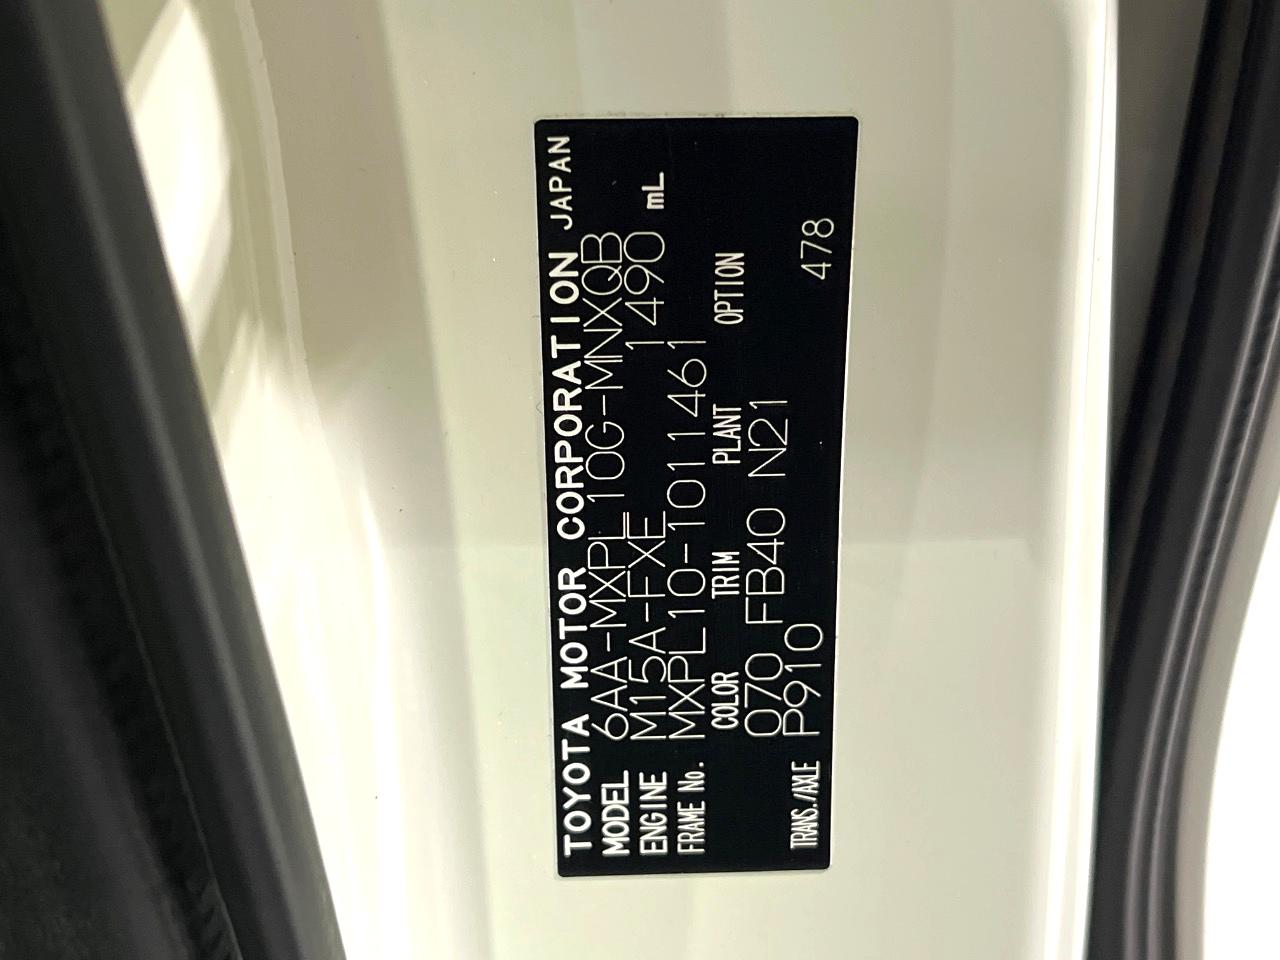 TOYOTA MOTOR CORPORATION JAPAN
MODEL 6AA-MXPL10G-MNXQB
ENGINE M15A-FXE 1490 mL
FRAME No. MXPL10-1011461
COLOR TRIM PLANT OPTION
070 FB40 N21
TRANS./AXLE P910 478